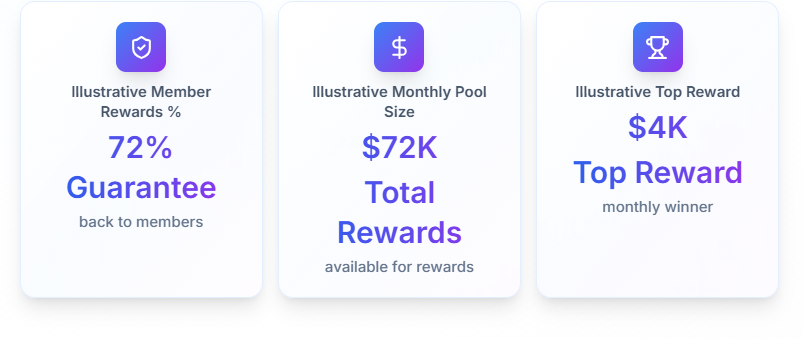 Illustrative Member
Rewards %
72%
Guarantee
back to members
Illustrative Monthly Pool
Size
$72K
Total
Rewards
available for rewards
Illustrative Top Reward
$4K
Top Reward
monthly winner